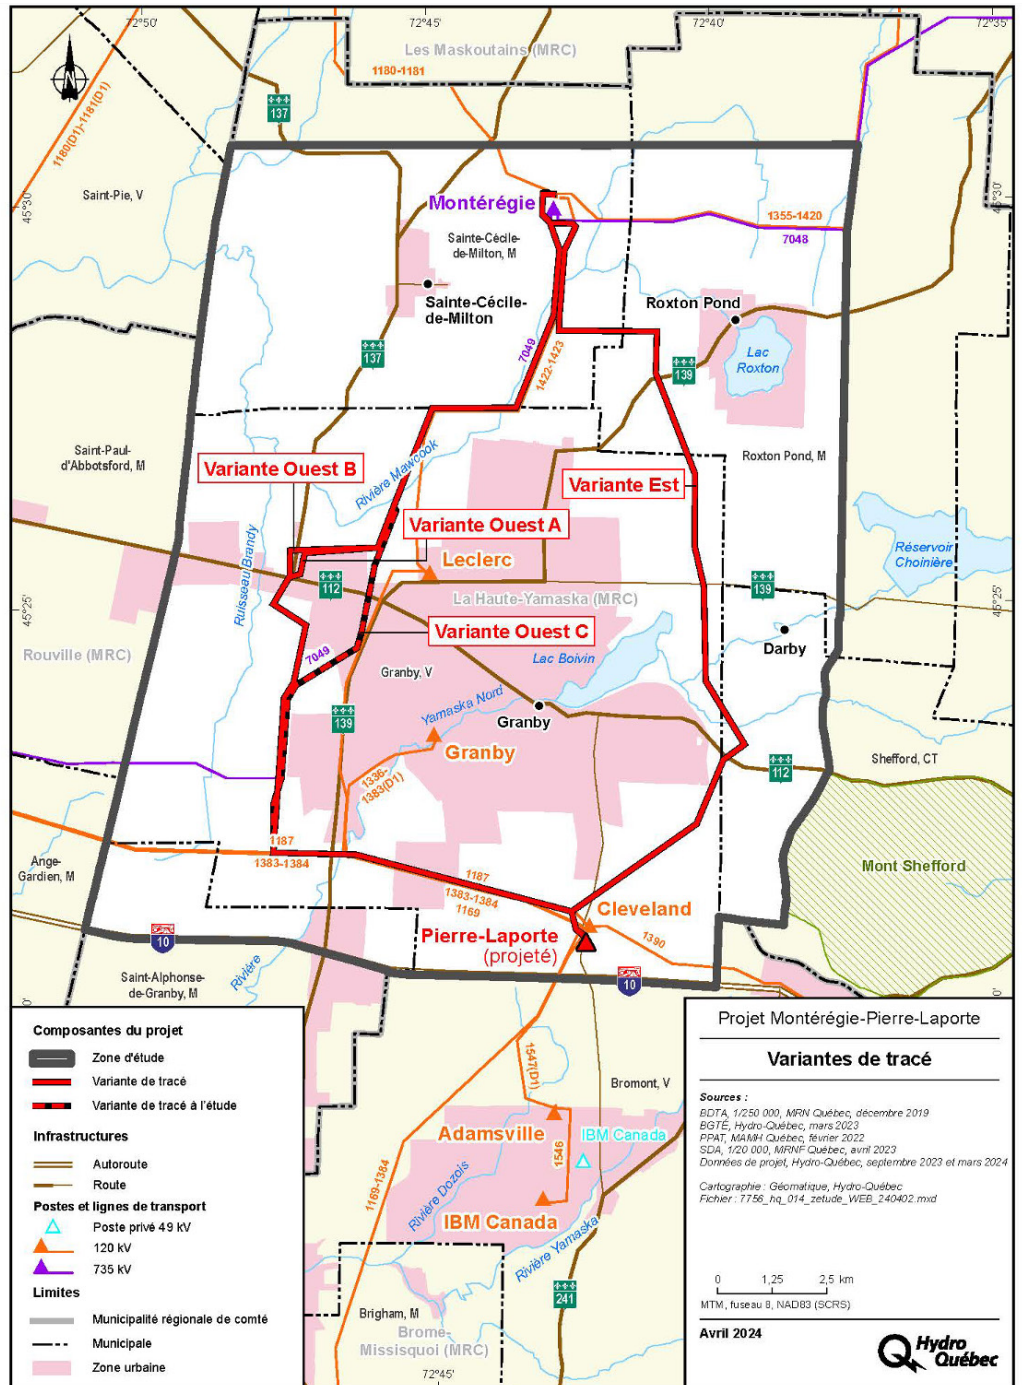 72°50'
72°45'
72°40'
72°35'
Les Maskoutains (MRC)
1180-1181
137
1180(D1)-1181(D1)
Saint-Pie, V
45°30'
45°30'
Montérégie
1355-1420
7048
Sainte-Cécile-
de-Milton, M
Sainte-Cécile-
de-Milton
Roxton Pond
Lac
Roxton
137
7049
1422-1423
139
Saint-Paul-
d'Abbotsford, M
Roxton Pond, M
Variante Ouest B
Rivière Mawcook
Variante Est
Variante Ouest A
Leclerc
Réservoir
Choinière
Ruisseau Brandy
112
139
45°25'
45°25'
La Haute-Yamaska (MRC)
Rouville (MRC)
Variante Ouest C
Darby
7049
Lac Boivin
Granby, V
Yamaska Nord
Granby
139
Granby
Shefford, CT
112
1336-
1383(D1)
1187
1383-1384
Ange-
Gardien, M
Mont Shefford
1187
1383-1384
1169
Cleveland
Pierre-Laporte
(projeté)
1390
10
10
Saint-Alphonse-
de-Granby, M
Rivière
1547(D1)
Bromont, V
Adamsville
IBM Canada
1546
1169-1384
Rivière Dozois
IBM Canada
Rivière Yamaska
241
Brigham, M
Brome-
Missisquoi (MRC)
72°45'
Composantes du projet
Zone d'étude
Variante de tracé
Variante de tracé à l'étude
Infrastructures
Autoroute
Route
Postes et lignes de transport
Poste privé 49 kV
120 kV
735 kV
Limites
Municipalité régionale de comté
Municipale
Zone urbaine
Projet Montérégie-Pierre-Laporte
Variantes de tracé
Sources :
BDTA, 1/250 000, MRN Québec, décembre 2019
BGTÉ, Hydro-Québec, mars 2023
PPAT, MAMH Québec, février 2022
SDA, 1/20 000, MRNF Québec, avril 2023
Données de projet, Hydro-Québec, septembre 2023 et mars 2024
Cartographie : Géomatique, Hydro-Québec
Fichier : 7756_hq_014_zetude_WEB_240402.mxd
0 1,25 2,5 km
MTM, fuseau 8, NAD83 (SCRS)
Avril 2024
Hydro
Québec